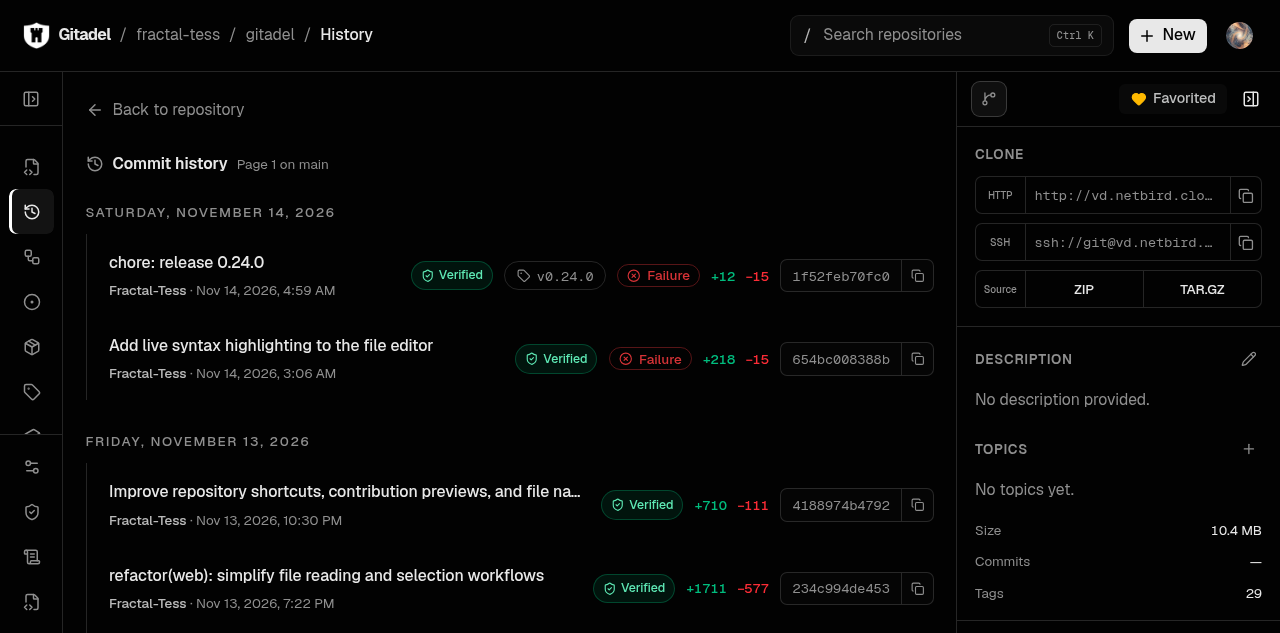 Gitadel / fractal-tess / gitadel / History
/ Search repositories Ctrl K
New
Back to repository
Commit history Page 1 on main
SATURDAY, NOVEMBER 14, 2026
chore: release 0.24.0
Fractal-Tess · Nov 14, 2026, 4:59 AM
Verified v0.24.0 Failure +12 −15 1f52feb70fc0
Add live syntax highlighting to the file editor
Fractal-Tess · Nov 14, 2026, 3:06 AM
Verified Failure +218 −15 654bc008388b
FRIDAY, NOVEMBER 13, 2026
Improve repository shortcuts, contribution previews, and file na…
Fractal-Tess · Nov 13, 2026, 10:30 PM
Verified +710 −111 4188974b4792
refactor(web): simplify file reading and selection workflows
Fractal-Tess · Nov 13, 2026, 7:22 PM
Verified +1711 −577 234c994de453
Favorited
CLONE
HTTP http://vd.netbird.clo…
SSH ssh://git@vd.netbird.…
Source ZIP TAR.GZ
DESCRIPTION
No description provided.
TOPICS
No topics yet.
Size 10.4 MB
Commits —
Tags 29